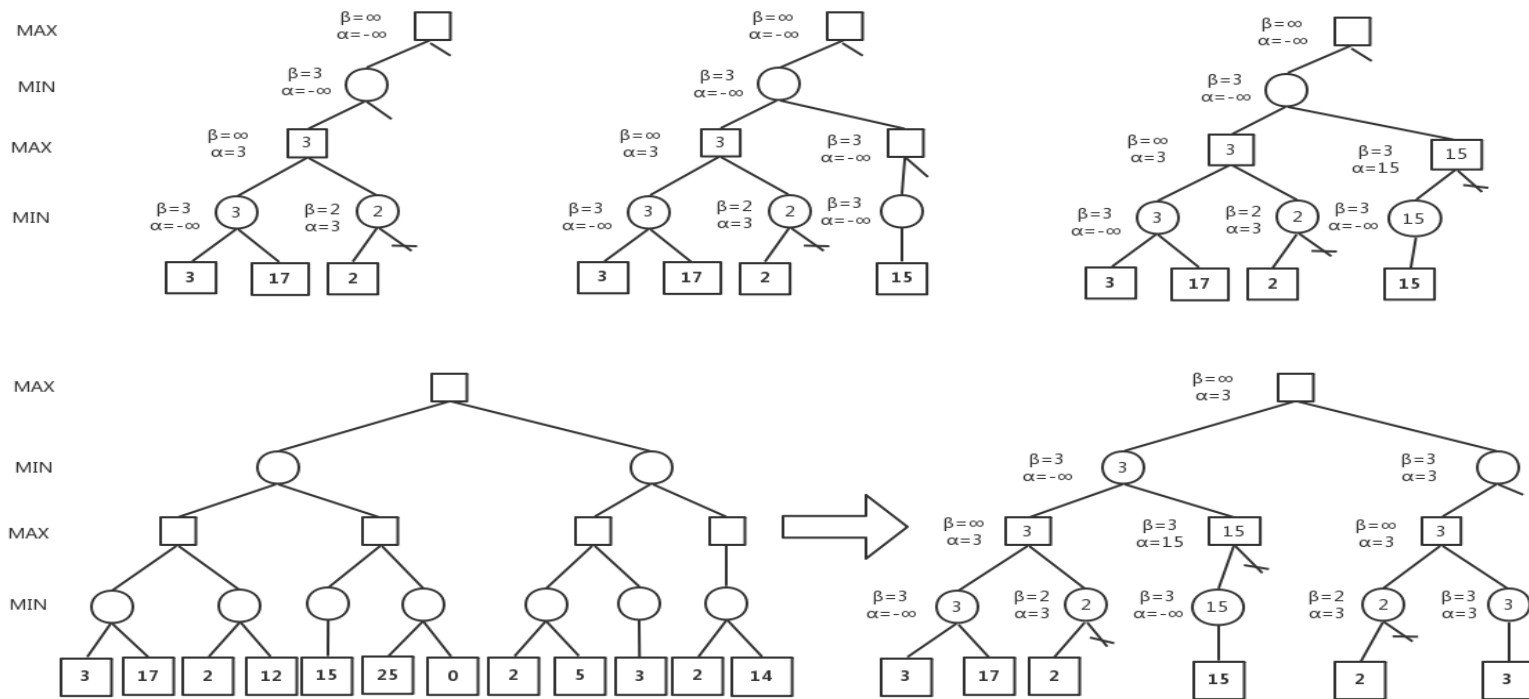 MAX β=∞ β=∞ β=∞
α=-∞ α=-∞ α=-∞
MIN β=3 β=3 β=3
α=-∞ α=-∞ α=-∞
MAX β=∞ 3 β=∞ 3 β=3 β=∞ 3 β=3 15
α=3 α=3 α=-∞ α=3 α=15
MIN β=3 3 β=2 2 β=3 3 β=2 2 β=3 β=3 3 β=2 2 β=3 15
α=-∞ α=3 α=-∞ α=3 α=-∞ α=-∞ α=3 α=-∞
3 17 2 3 17 2 15 3 17 2 15
MAX β=∞
α=3
MIN β=3 3 β=3
α=-∞ α=3
MAX β=∞ 3 β=3 15 β=∞ 3
α=3 α=15 α=3
MIN β=3 3 β=2 2 β=3 15 β=2 2 β=3 3
α=-∞ α=3 α=-∞ α=3 α=3
3 17 2 12 15 25 0 2 5 3 2 14 3 17 2 15 2 3